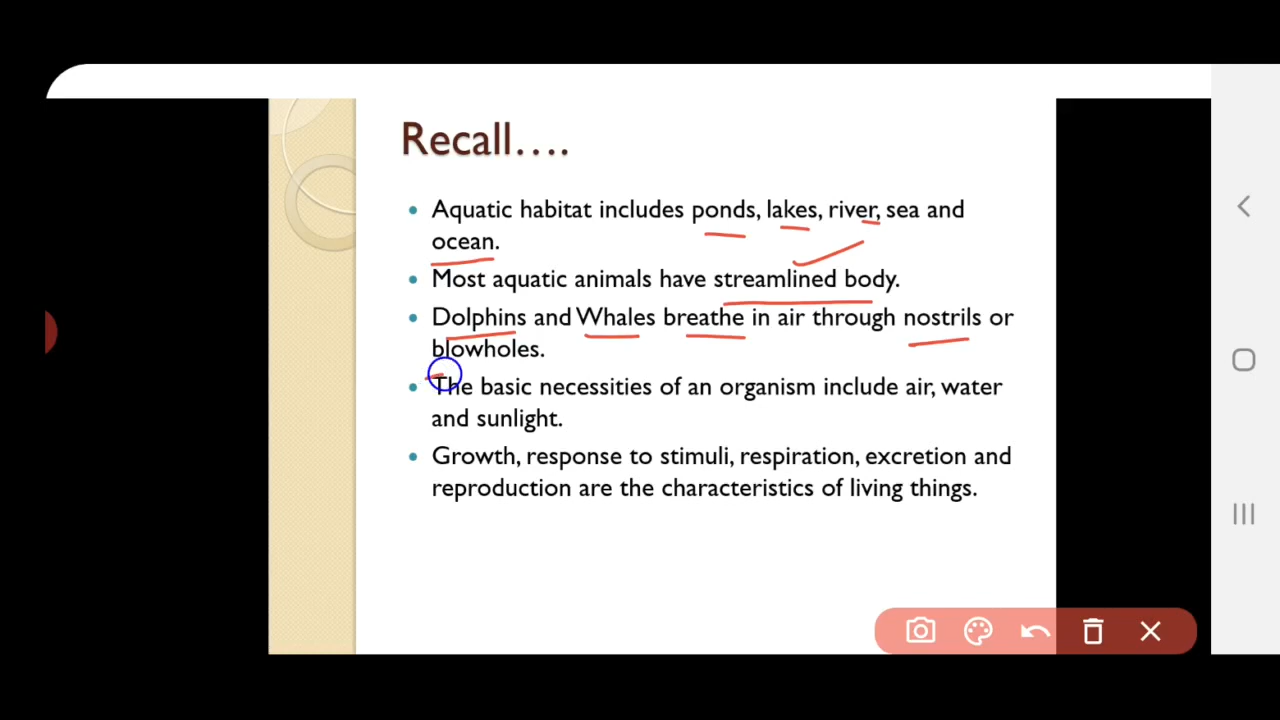 Recall….
Aquatic habitat includes ponds, lakes, river, sea and
ocean.
Most aquatic animals have streamlined body.
Dolphins and Whales breathe in air through nostrils or
blowholes.
The basic necessities of an organism include air, water
and sunlight.
Growth, response to stimuli, respiration, excretion and
reproduction are the characteristics of living things.